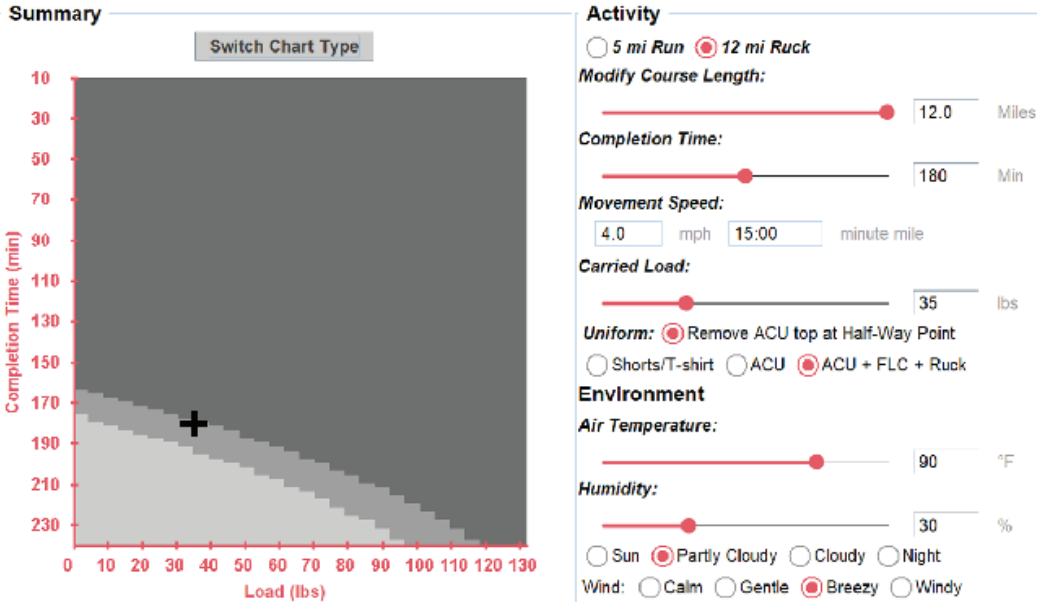 Summary
Switch Chart Type
10
30
50
70
90
110
130
150
170
190
210
230
Completion Time (min)
0 10 20 30 40 50 60 70 80 90 100 110 120 130
Load (lbs)
Activity
5 mi Run 12 mi Ruck
Modify Course Length:
12.0 Miles
Completion Time:
180 Min
Movement Speed:
4.0 mph 15:00 minute mile
Carried Load:
35 lbs
Uniform: Remove ACU top at Half-Way Point
Shorts/T-shirt ACU ACU + FLC + Ruck
Environment
Air Temperature:
90 °F
Humidity:
30 %
Sun Partly Cloudy Cloudy Night
Wind: Calm Gentle Breezy Windy